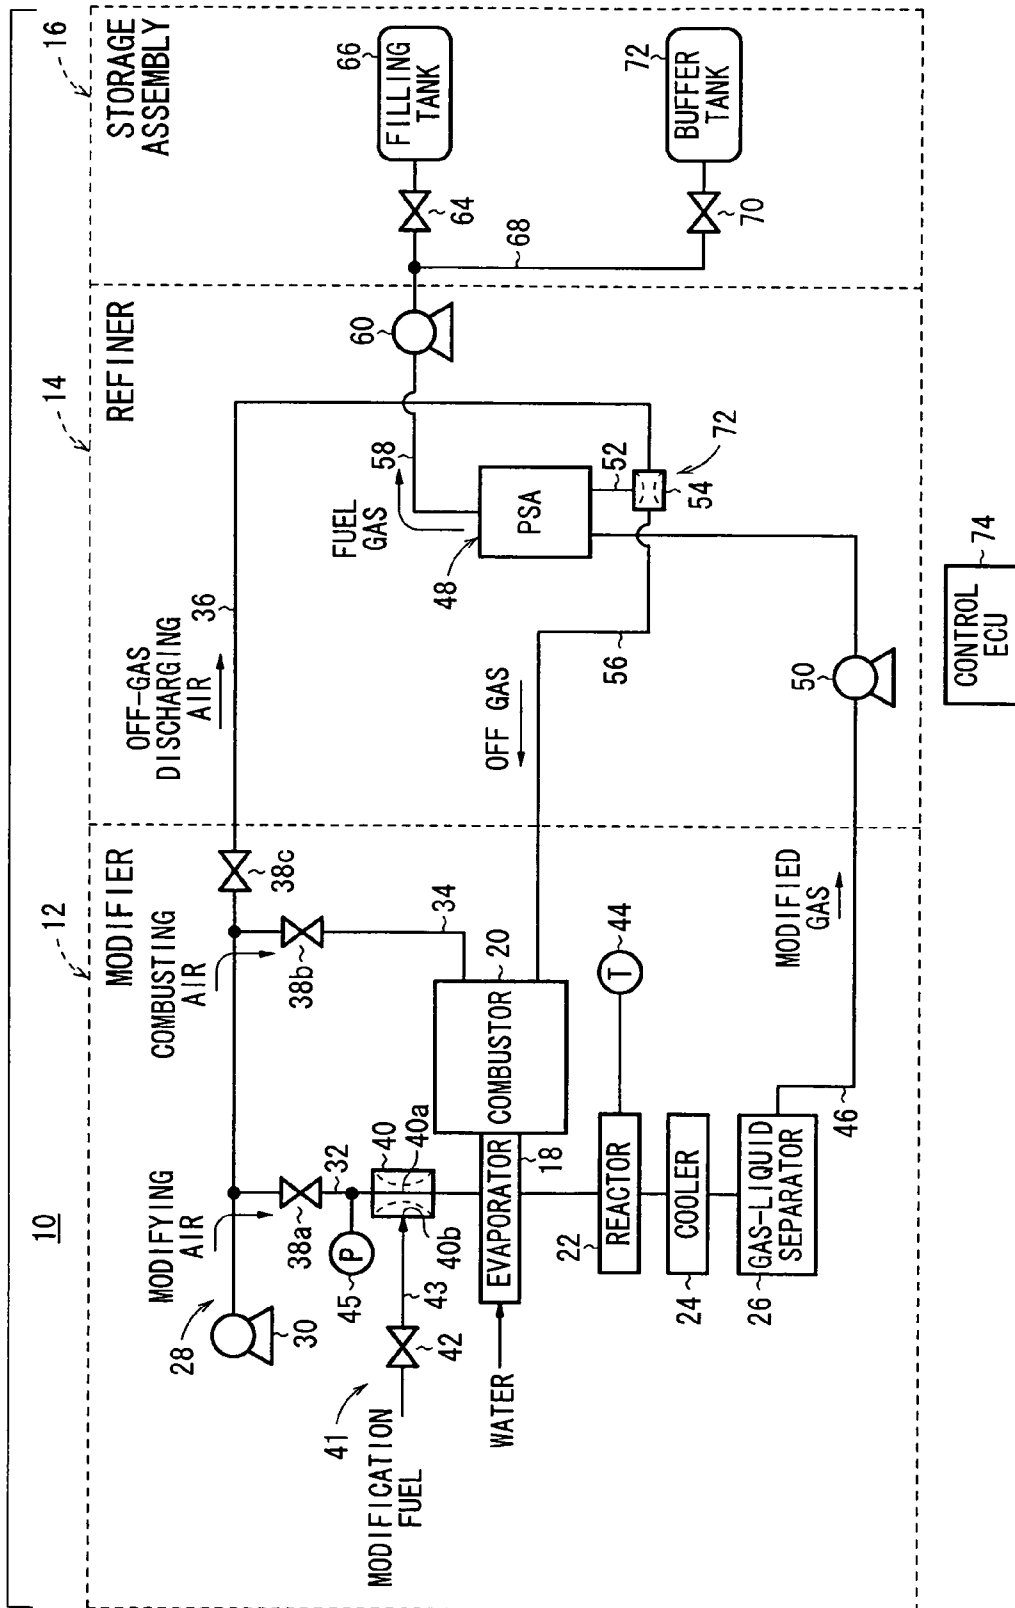 10
12
MODIFIER
14
REFINER
16
STORAGE
ASSEMBLY
28
30
MODIFYING
AIR
COMBUSTING
AIR
OFF-GAS
DISCHARGING
AIR
36
38a
38b
38c
32
34
45
P
40
40a
40b
41
42
43
MODIFICATION
FUEL
WATER
EVAPORATOR
18
COMBUSTOR
20
REACTOR
22
T
44
COOLER
24
GAS-LIQUID
SEPARATOR
26
46
MODIFIED
GAS
50
OFF GAS
56
FUEL
GAS
48
PSA
52
54
72
58
60
64
66
FILLING
TANK
68
70
72
BUFFER
TANK
CONTROL
ECU
74